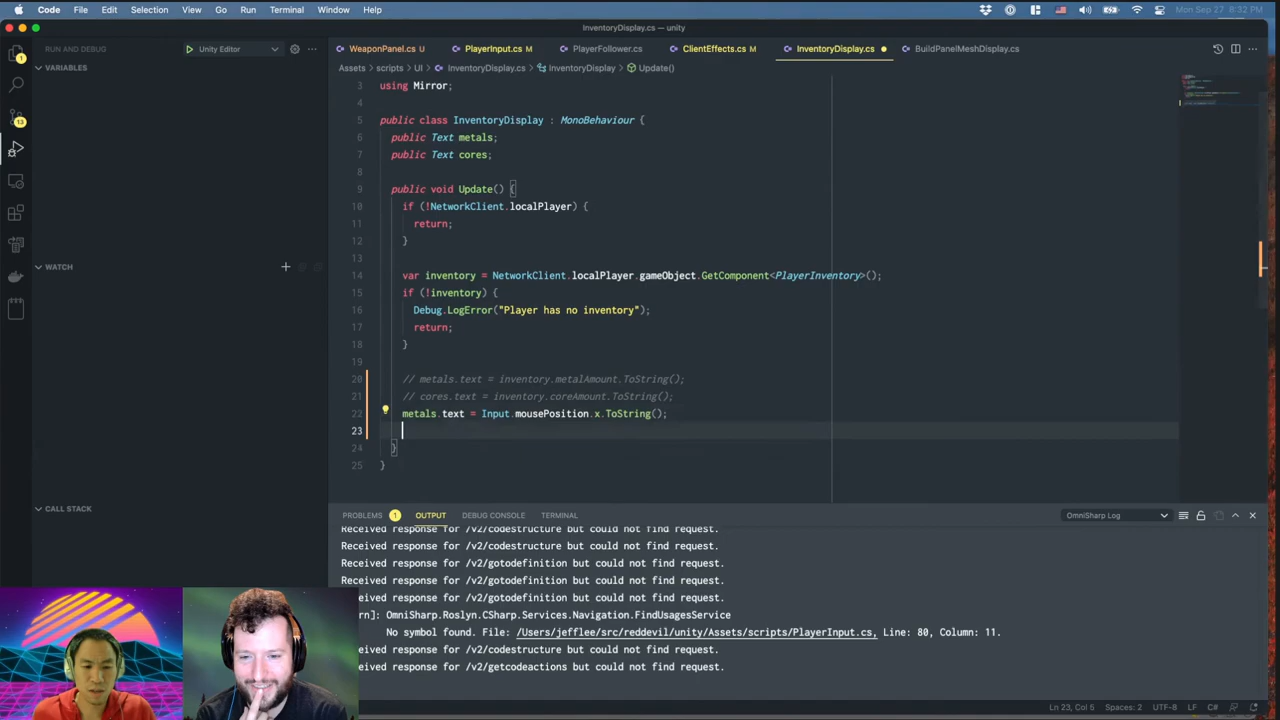 Code File Edit Selection View Go Run Terminal Window Help Mon Sep 27 8:32 PM
InventoryDisplay.cs — unity
RUN AND DEBUG Unity Editor
WeaponPanel.cs U PlayerInput.cs M PlayerFollower.cs ClientEffects.cs M InventoryDisplay.cs BuildPanelMeshDisplay.cs
VARIABLES
Assets > scripts > UI > InventoryDisplay.cs > InventoryDisplay > Update()
3 using Mirror;
4
5 public class InventoryDisplay : MonoBehaviour {
6 public Text metals;
7 public Text cores;
8
9 public void Update() {
10 if (!NetworkClient.localPlayer) {
11 return;
12 }
13
14 var inventory = NetworkClient.localPlayer.gameObject.GetComponent<PlayerInventory>();
15 if (!inventory) {
16 Debug.LogError("Player has no inventory");
17 return;
18 }
19
20 // metals.text = inventory.metalAmount.ToString();
21 // cores.text = inventory.coreAmount.ToString();
22 metals.text = Input.mousePosition.x.ToString();
23
24 }
25 }
1
13
WATCH
CALL STACK
PROBLEMS 1 OUTPUT DEBUG CONSOLE TERMINAL OmniSharp Log
Received response for /v2/codestructure but could not find request.
Received response for /v2/codestructure but could not find request.
Received response for /v2/gotodefinition but could not find request.
Received response for /v2/gotodefinition but could not find request.
Received response for /v2/gotodefinition but could not find request.
rn]: OmniSharp.Roslyn.CSharp.Services.Navigation.FindUsagesService
No symbol found. File: /Users/jefflee/src/reddevil/unity/Assets/scripts/PlayerInput.cs, Line: 80, Column: 11.
ceived response for /v2/codestructure but could not find request.
ceived response for /v2/getcodeactions but could not find request.
Ln 23, Col 5 Spaces: 2 UTF-8 LF C#